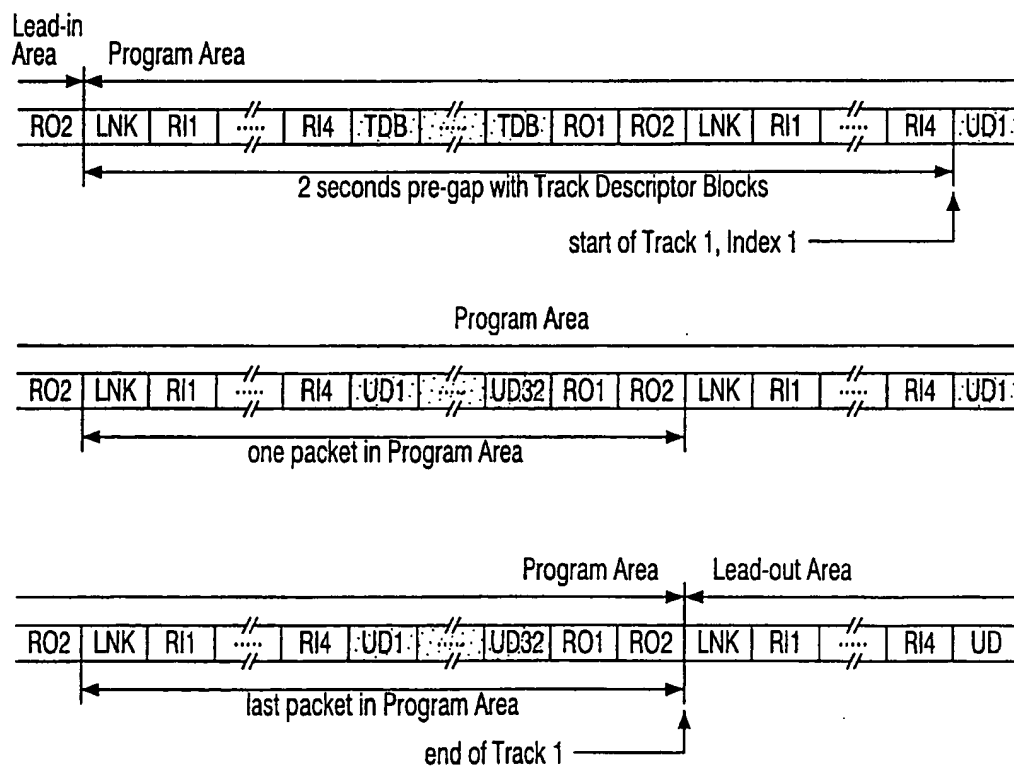 Lead-in
Area Program Area
RO2 LNK RI1 ..... RI4 TDB ..... TDB RO1 RO2 LNK RI1 ..... RI4 UD1
2 seconds pre-gap with Track Descriptor Blocks
start of Track 1, Index 1
Program Area
RO2 LNK RI1 ..... RI4 UD1 ..... UD32 RO1 RO2 LNK RI1 ..... RI4 UD1
one packet in Program Area
Program Area Lead-out Area
RO2 LNK RI1 ..... RI4 UD1 ..... UD32 RO1 RO2 LNK RI1 ..... RI4 UD
last packet in Program Area
end of Track 1